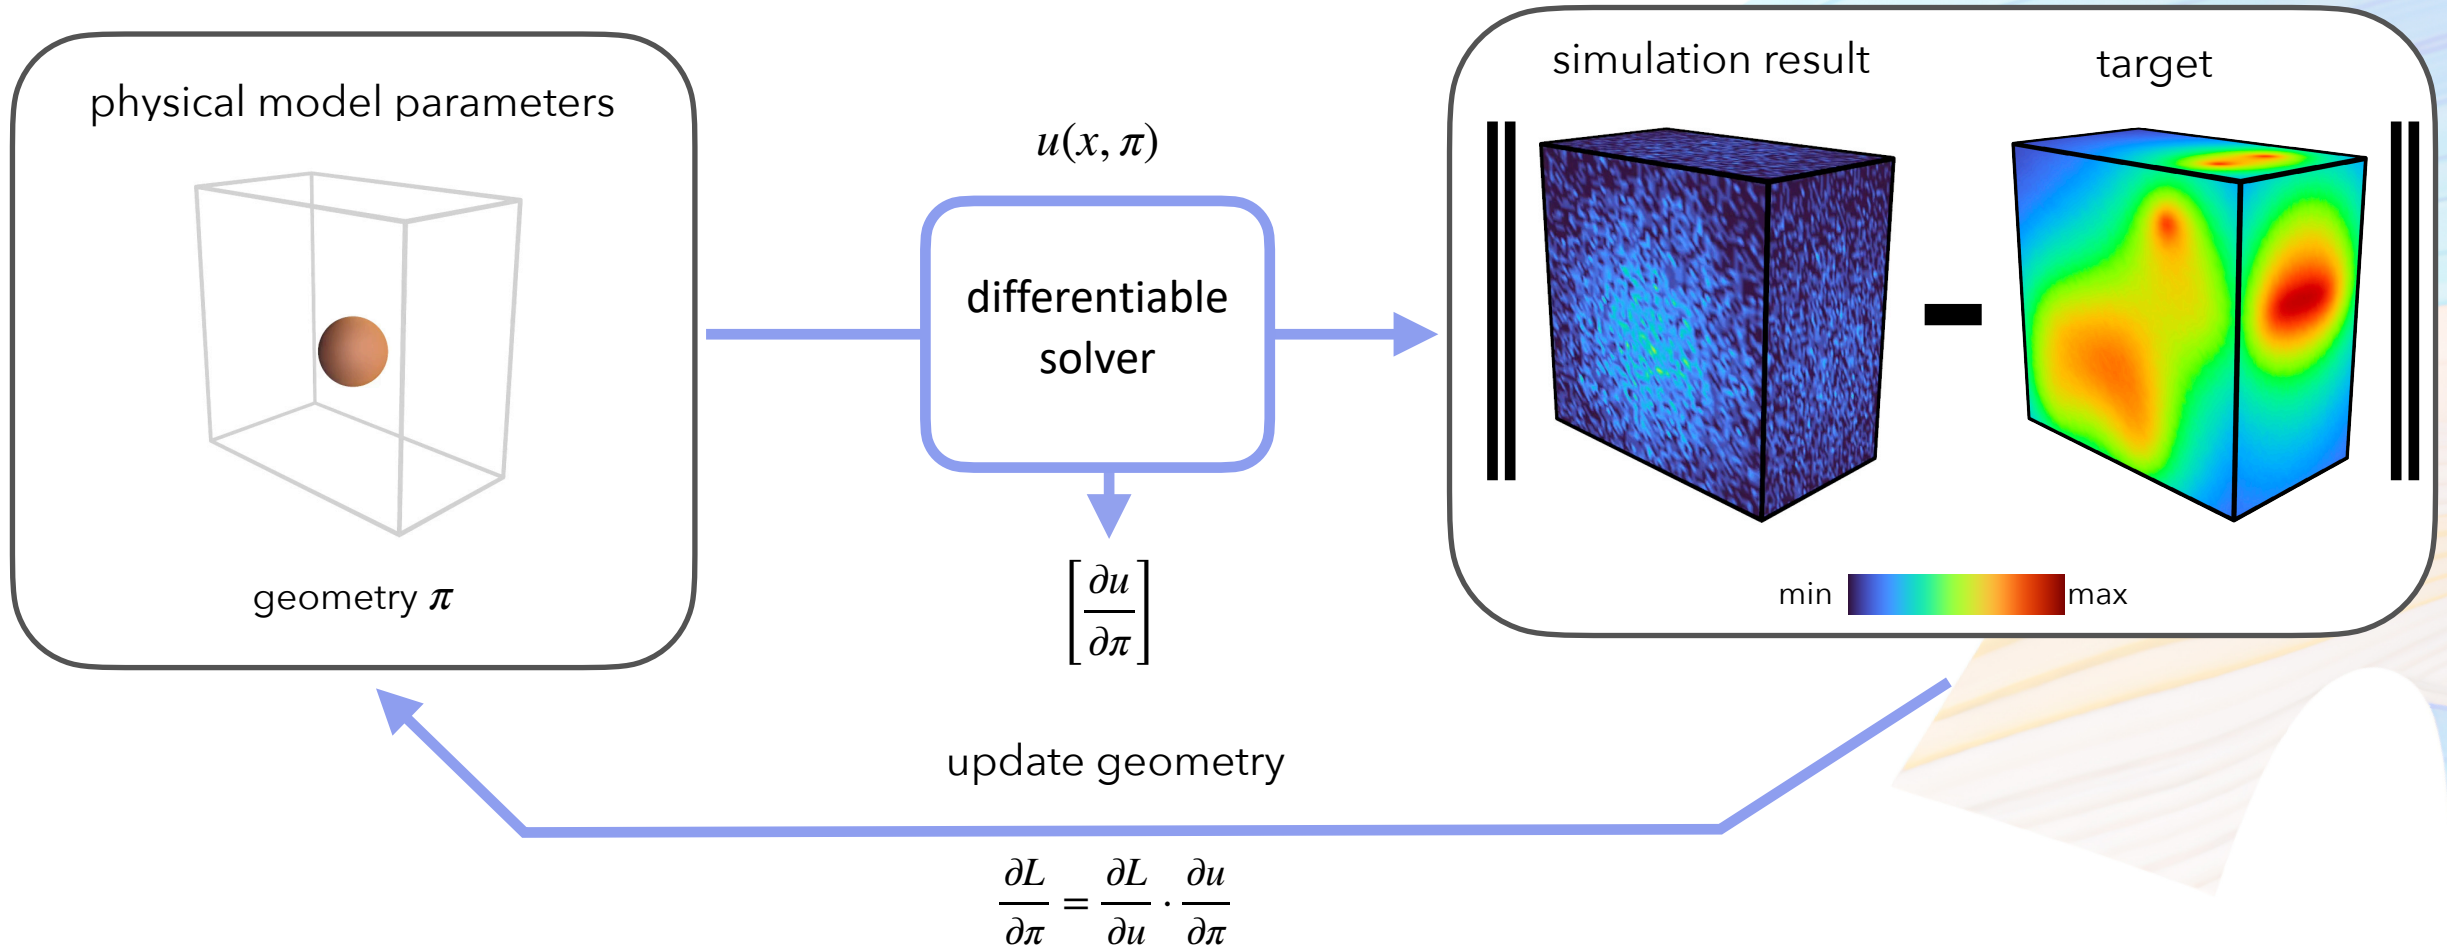 physical model parameters
geometry π
u(x, π)
differentiable
solver
[∂u/∂π]
simulation result
target
min
max
update geometry
∂L/∂π = ∂L/∂u · ∂u/∂π